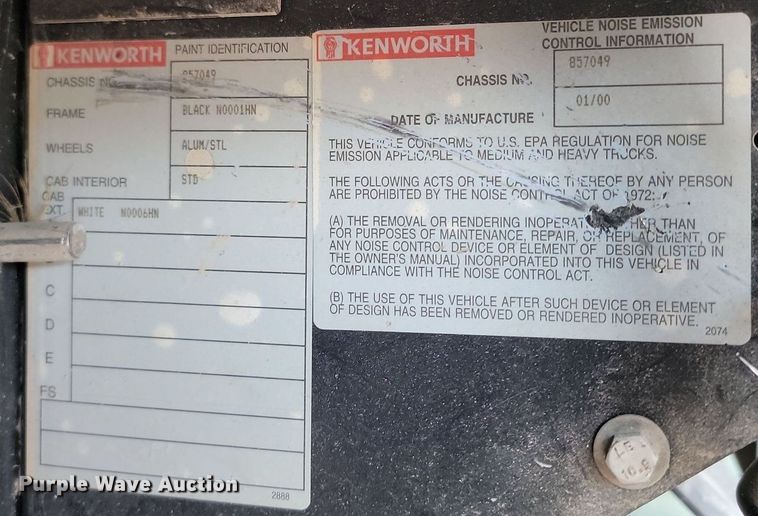 KENWORTH PAINT IDENTIFICATION
CHASSIS NO. 857049
FRAME BLACK N0001HN
WHEELS ALUM/STL
CAB INTERIOR STD
CAB EXT. WHITE N0006HN
C
D
E
FS
2888
KENWORTH
VEHICLE NOISE EMISSION
CONTROL INFORMATION
CHASSIS NO. 857049
DATE OF MANUFACTURE 01/00
THIS VEHICLE CONFORMS TO U.S. EPA REGULATION FOR NOISE
EMISSION APPLICABLE TO MEDIUM AND HEAVY TRUCKS.
THE FOLLOWING ACTS OR THE CAUSING THEREOF BY ANY PERSON
ARE PROHIBITED BY THE NOISE CONTROL ACT OF 1972:
(A) THE REMOVAL OR RENDERING INOPERATIVE OTHER THAN
FOR PURPOSES OF MAINTENANCE, REPAIR, OR REPLACEMENT, OF
ANY NOISE CONTROL DEVICE OR ELEMENT OF DESIGN (LISTED IN
THE OWNER'S MANUAL) INCORPORATED INTO THIS VEHICLE IN
COMPLIANCE WITH THE NOISE CONTROL ACT.
(B) THE USE OF THIS VEHICLE AFTER SUCH DEVICE OR ELEMENT
OF DESIGN HAS BEEN REMOVED OR RENDERED INOPERATIVE.
2074
Purple Wave Auction